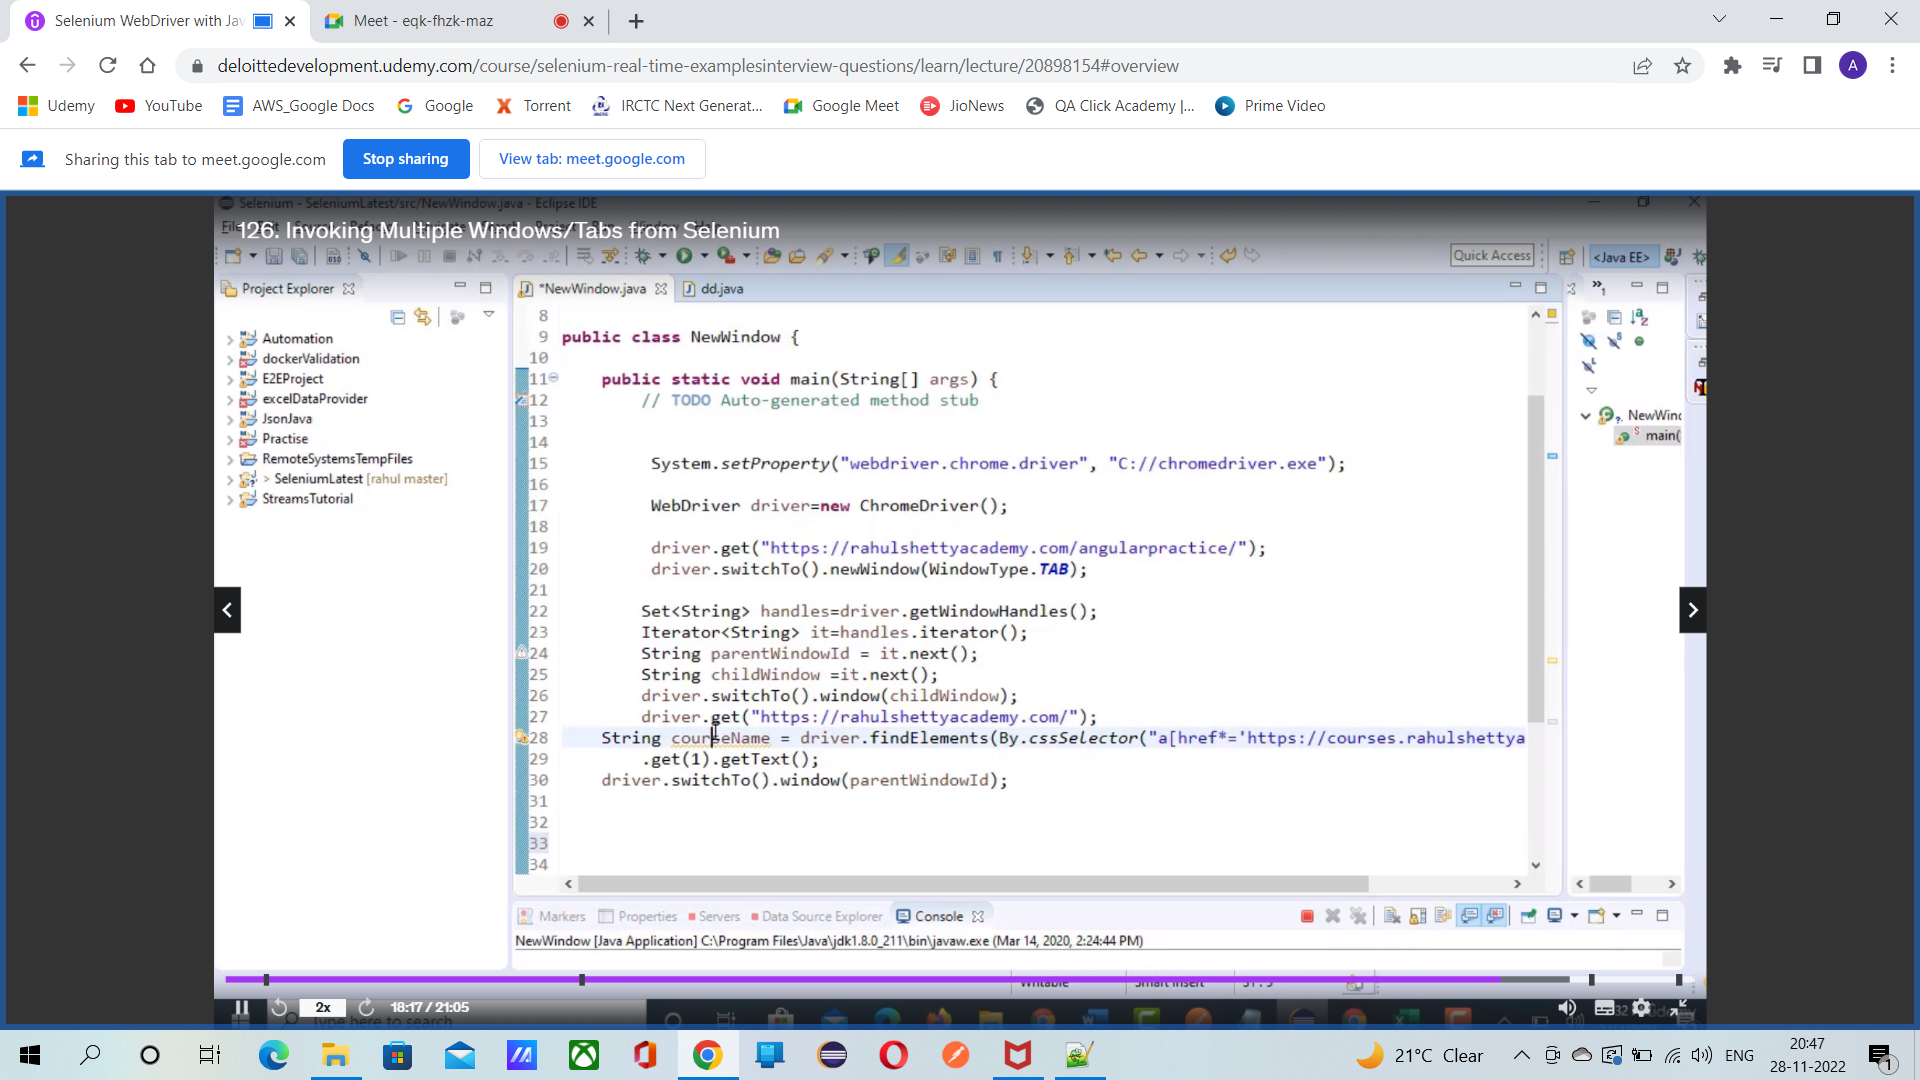 Selenium WebDriver with Jav
Meet - eqk-fhzk-maz
deloittedevelopment.udemy.com/course/selenium-real-time-examplesinterview-questions/learn/lecture/20898154#overview
A
Udemy
YouTube
AWS_Google Docs
Google
Torrent
IRCTC Next Generat...
Google Meet
JioNews
QA Click Academy |...
Prime Video
Sharing this tab to meet.google.com
Stop sharing
View tab: meet.google.com
Selenium - SeleniumLatest/src/NewWindow.java - Eclipse IDE
126. Invoking Multiple Windows/Tabs from Selenium
Quick Access
<Java EE>
Project Explorer
*NewWindow.java
dd.java
Automation
dockerValidation
E2EProject
excelDataProvider
JsonJava
Practise
RemoteSystemsTempFiles
> SeleniumLatest [rahul master]
StreamsTutorial
8
9 public class NewWindow {
10
11 public static void main(String[] args) {
12 // TODO Auto-generated method stub
13
14
15 System.setProperty("webdriver.chrome.driver", "C://chromedriver.exe");
16
17 WebDriver driver=new ChromeDriver();
18
19 driver.get("https://rahulshettyacademy.com/angularpractice/");
20 driver.switchTo().newWindow(WindowType.TAB);
21
22 Set<String> handles=driver.getWindowHandles();
23 Iterator<String> it=handles.iterator();
24 String parentWindowId = it.next();
25 String childWindow =it.next();
26 driver.switchTo().window(childWindow);
27 driver.get("https://rahulshettyacademy.com/");
28 String courseName = driver.findElements(By.cssSelector("a[href*='https://courses.rahulshettya
29 .get(1).getText();
30 driver.switchTo().window(parentWindowId);
31
32
33
34
NewWind
main(
Markers
Properties
Servers
Data Source Explorer
Console
NewWindow [Java Application] C:\Program Files\Java\jdk1.8.0_211\bin\javaw.exe (Mar 14, 2020, 2:24:44 PM)
Writable
Smart Insert
2x
18:17 / 21:05
Type here to search
21°C Clear
ENG
20:47
28-11-2022
1